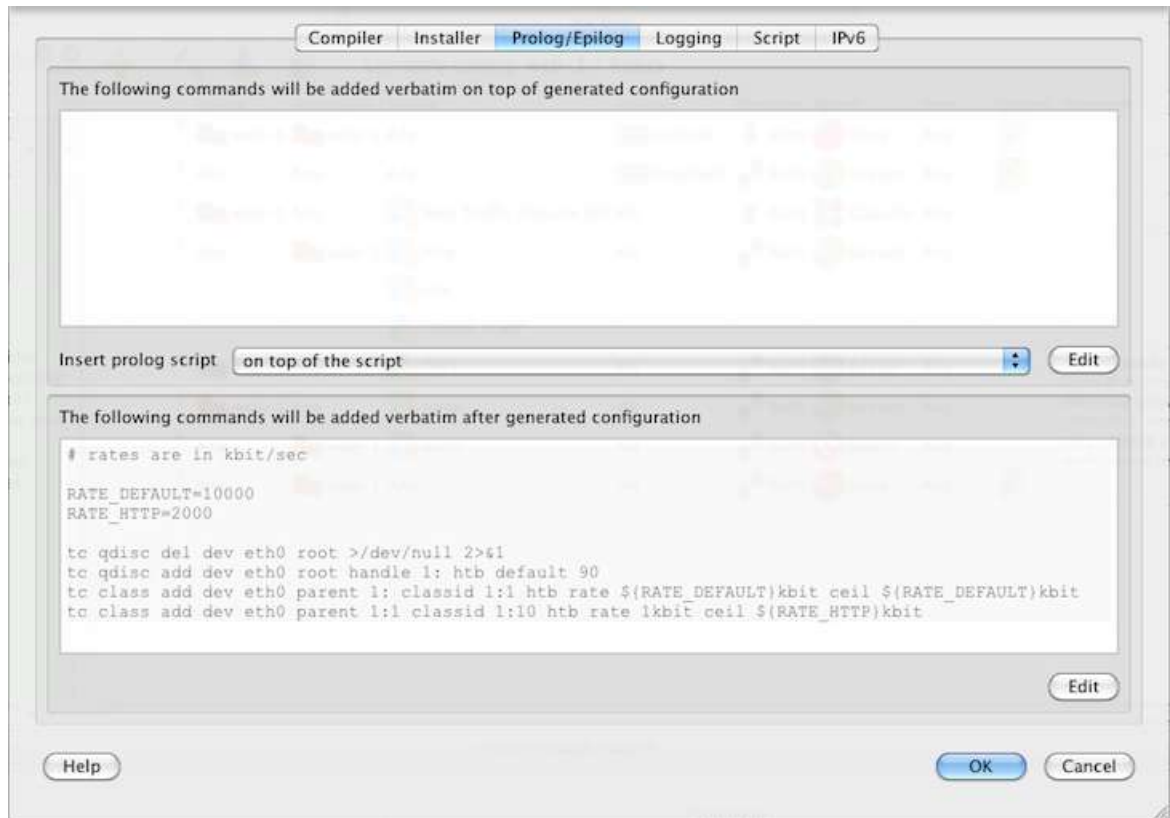 Compiler Installer Prolog/Epilog Logging Script IPv6
The following commands will be added verbatim on top of generated configuration
Insert prolog script on top of the script Edit
The following commands will be added verbatim after generated configuration
# rates are in kbit/sec
RATE_DEFAULT=10000
RATE_HTTP=2000
tc qdisc del dev eth0 root >/dev/null 2>&1
tc qdisc add dev eth0 root handle 1: htb default 90
tc class add dev eth0 parent 1: classid 1:1 htb rate ${RATE_DEFAULT}kbit ceil ${RATE_DEFAULT}kbit
tc class add dev eth0 parent 1:1 classid 1:10 htb rate 1kbit ceil ${RATE_HTTP}kbit
Edit
Help OK Cancel